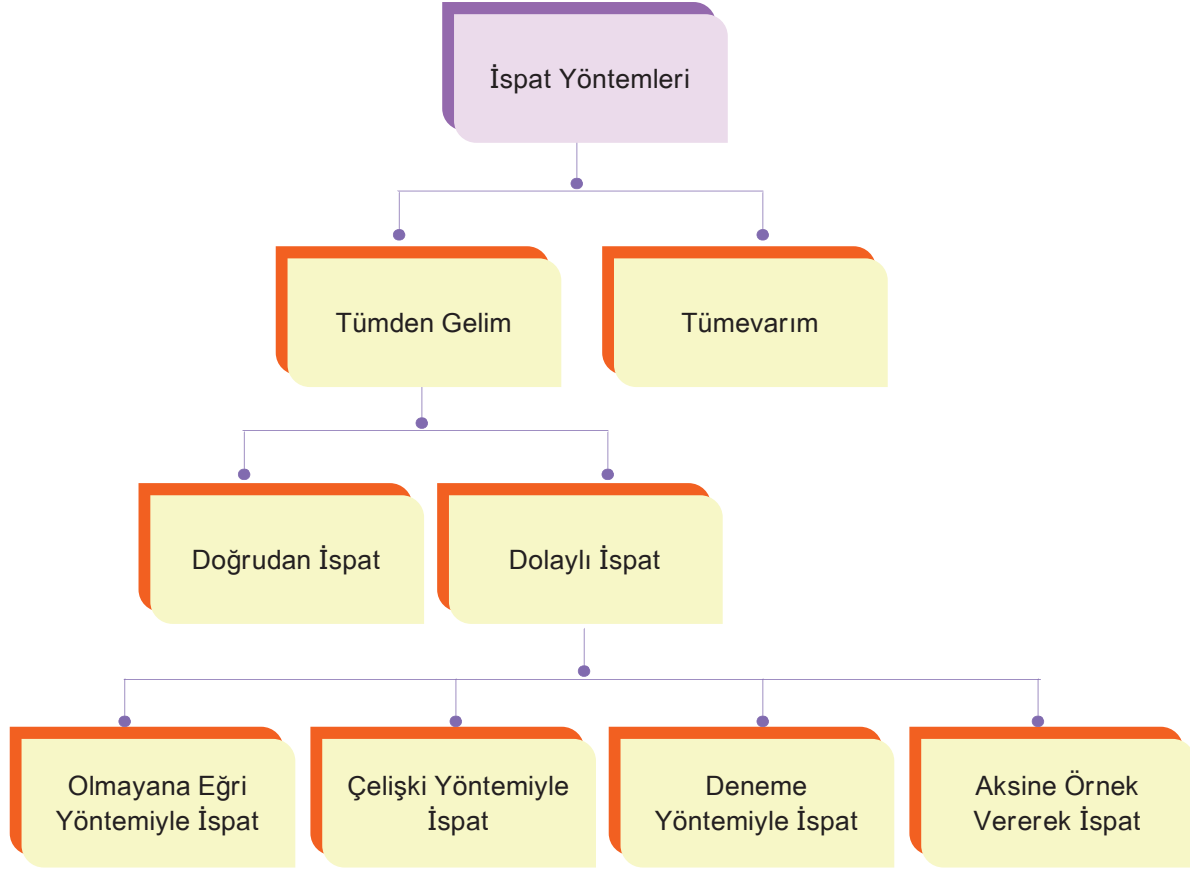 İspat Yöntemleri
Tümden Gelim
Tümevarım
Doğrudan İspat
Dolaylı İspat
Olmayana Eğri
Yöntemiyle İspat
Çelişki Yöntemiyle
İspat
Deneme
Yöntemiyle İspat
Aksine Örnek
Vererek İspat